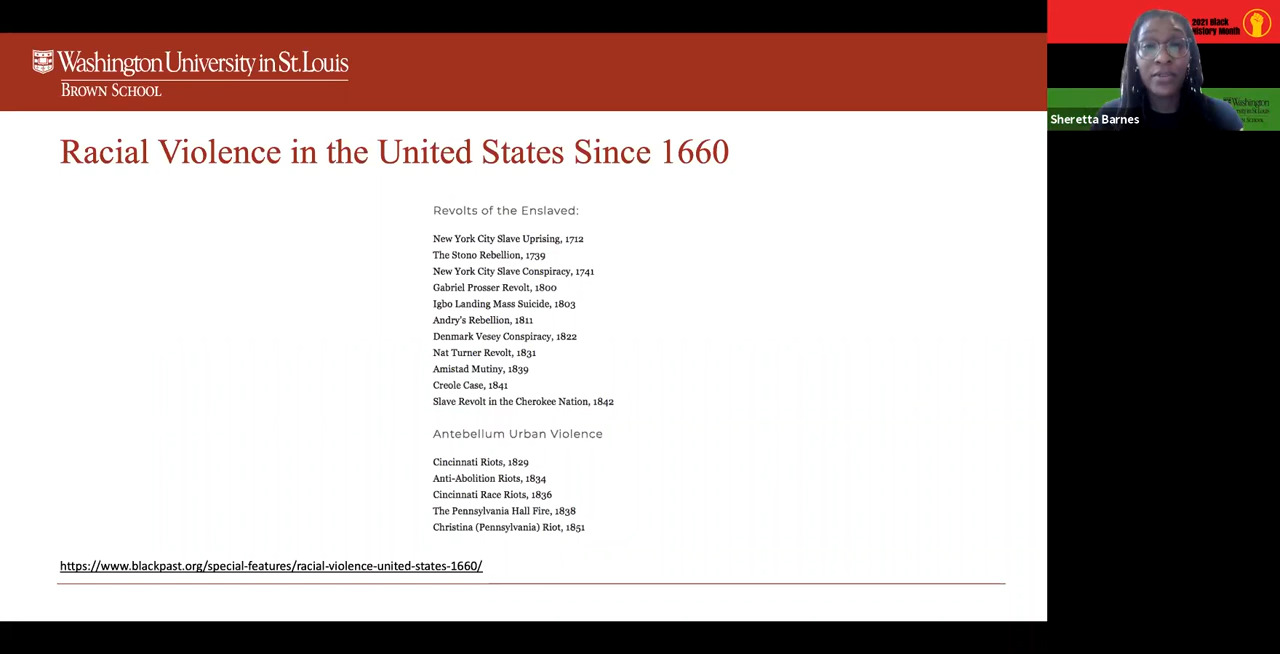 Washington University in St. Louis
BROWN SCHOOL
Racial Violence in the United States Since 1660
Revolts of the Enslaved:
New York City Slave Uprising, 1712
The Stono Rebellion, 1739
New York City Slave Conspiracy, 1741
Gabriel Prosser Revolt, 1800
Igbo Landing Mass Suicide, 1803
Andry's Rebellion, 1811
Denmark Vesey Conspiracy, 1822
Nat Turner Revolt, 1831
Amistad Mutiny, 1839
Creole Case, 1841
Slave Revolt in the Cherokee Nation, 1842
Antebellum Urban Violence
Cincinnati Riots, 1829
Anti-Abolition Riots, 1834
Cincinnati Race Riots, 1836
The Pennsylvania Hall Fire, 1838
Christina (Pennsylvania) Riot, 1851
https://www.blackpast.org/special-features/racial-violence-united-states-1660/
2021 Black
History Month
Washington
Sheretta Barnes